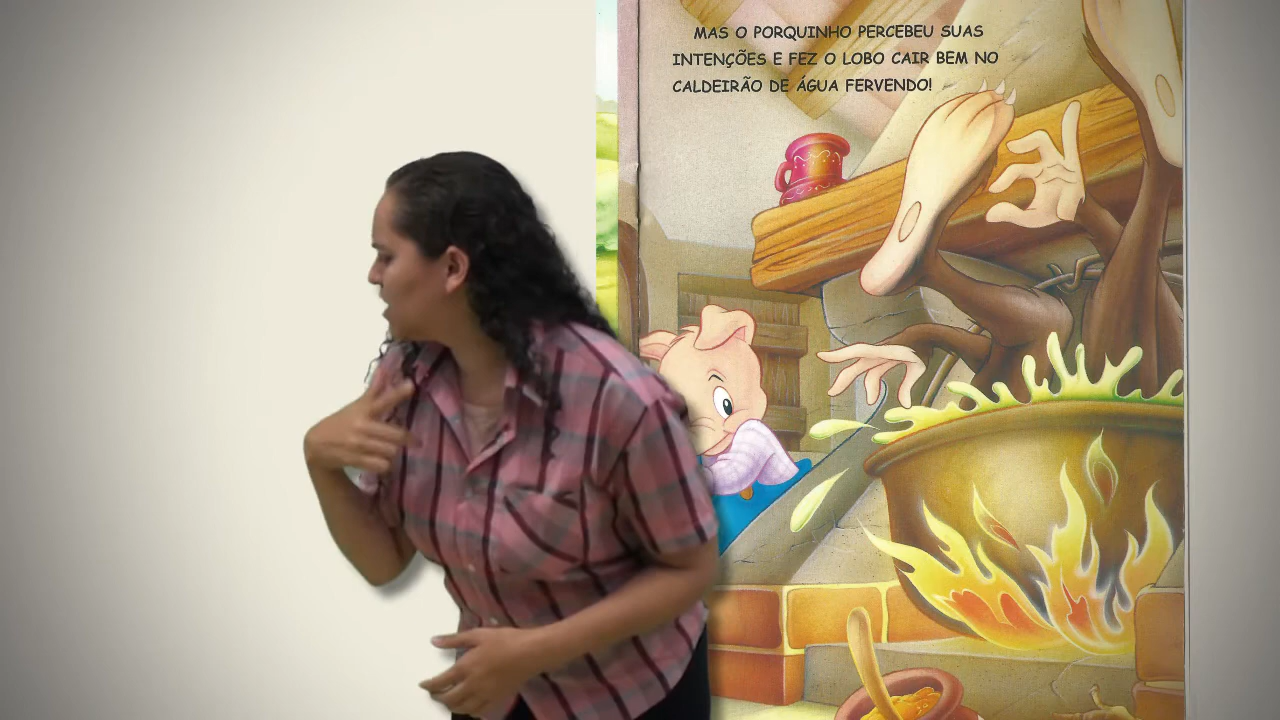 MAS O PORQUINHO PERCEBEU SUAS
INTENÇÕES E FEZ O LOBO CAIR BEM NO
CALDEIRÃO DE ÁGUA FERVENDO!